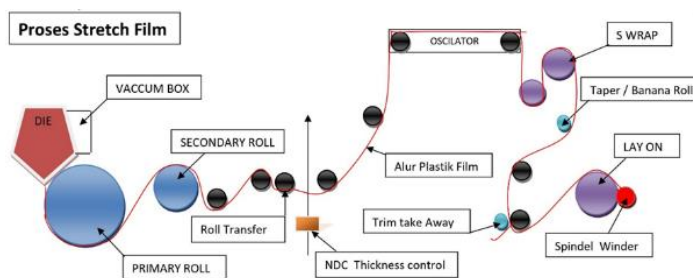 Proses Stretch Film
OSCILATOR
S WRAP
VACCUM BOX
DIE
Taper / Banana Roll
SECONDARY ROLL
LAY ON
Alur Plastik Film
Roll Transfer
Trim take Away
Spindel Winder
PRIMARY ROLL
NDC Thickness control